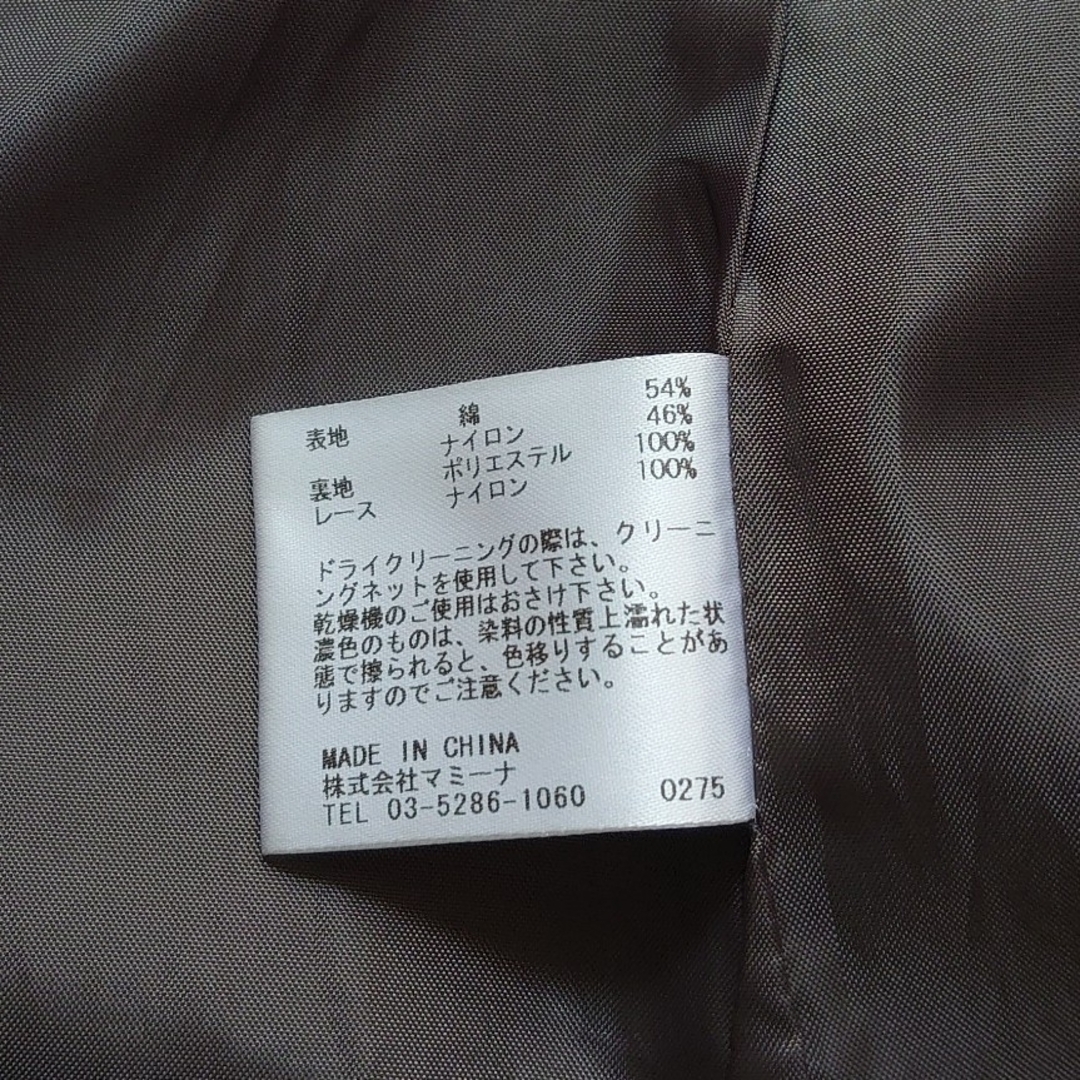 表地 綿 54%
ナイロン 46%
裏地 ポリエステル 100%
レース ナイロン 100%
ドライクリーニングの際は、クリーニ
ングネットを使用して下さい。
乾燥機のご使用はおさけ下さい。
濃色のものは、染料の性質上濡れた状
態で擦られると、色移りすることがあ
りますのでご注意ください。
MADE IN CHINA
株式会社マミーナ
TEL 03-5286-1060 0275